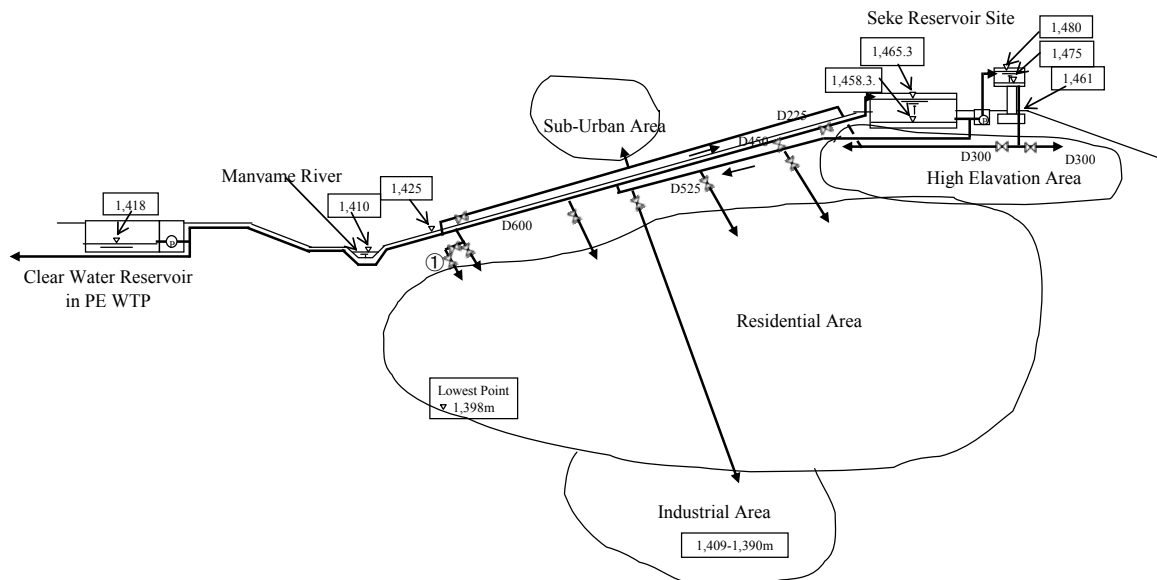 Seke Reservoir Site
1,480
1,465.3
1,475
1,458.3.
1,461
P
D225
Sub-Urban Area
D450
D300
D300
High Elavation Area
Manyame River
1,425
1,410
1,418
D525
D600
P
①
Clear Water Reservoir
in PE WTP
Residential Area
Lowest Point
1,398m
Industrial Area
1,409-1,390m